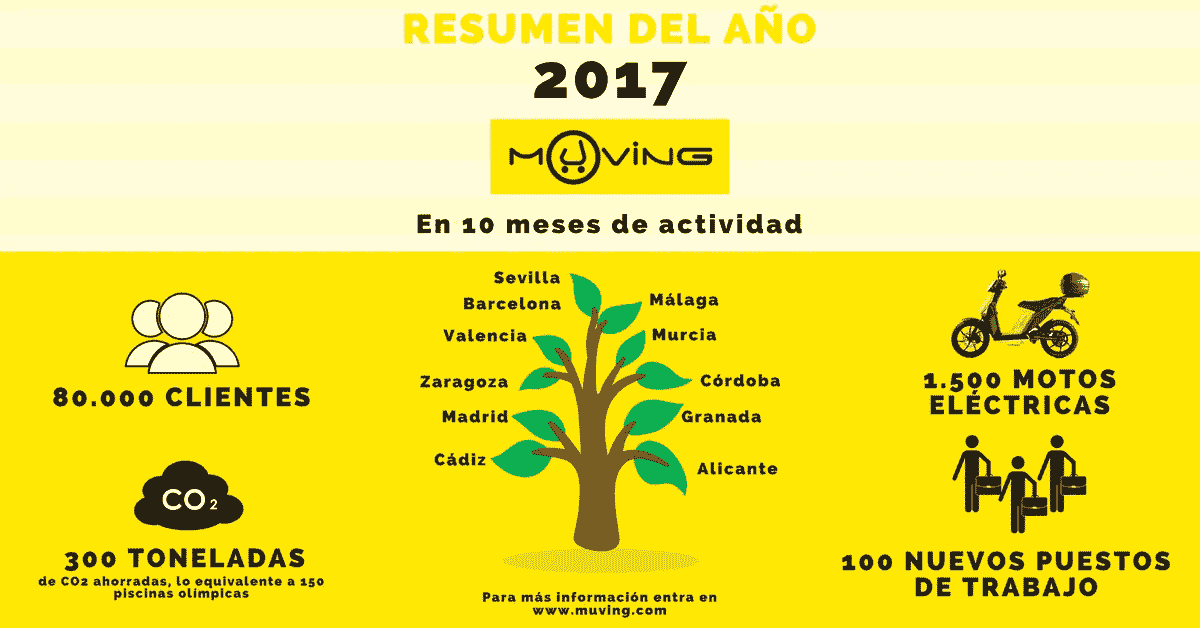 RESUMEN DEL AÑO
2017
MUVING
En 10 meses de actividad
80.000 CLIENTES
CO2
300 TONELADAS
de CO2 ahorradas, lo equivalente a 150
piscinas olímpicas
Sevilla
Barcelona
Málaga
Valencia
Murcia
Zaragoza
Córdoba
Madrid
Granada
Cádiz
Alicante
Para más información entra en
www.muving.com
1.500 MOTOS
ELÉCTRICAS
100 NUEVOS PUESTOS
DE TRABAJO